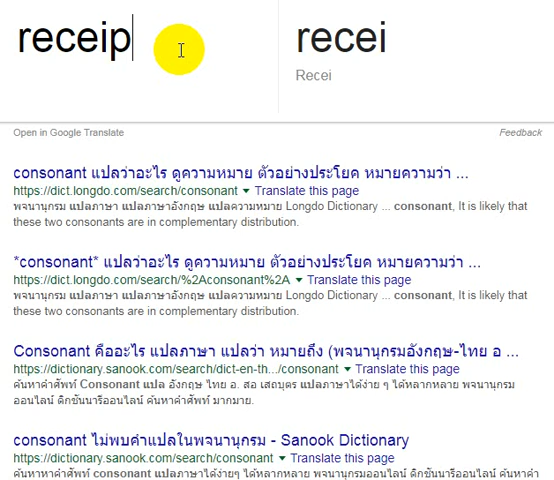 receip
recei
Recei
Open in Google Translate
Feedback
consonant แปลว่าอะไร ดูความหมาย ตัวอย่างประโยค หมายความว่า ...
https://dict.longdo.com/search/consonant ▼ Translate this page
พจนานุกรม แปลภาษา แปลภาษาอังกฤษ แปลความหมาย Longdo Dictionary ... consonant, It is likely that
these two consonants are in complementary distribution.
*consonant* แปลว่าอะไร ดูความหมาย ตัวอย่างประโยค หมายความว่า ...
https://dict.longdo.com/search/%2Aconsonant%2A ▼ Translate this page
พจนานุกรม แปลภาษา แปลภาษาอังกฤษ แปลความหมาย Longdo Dictionary ... consonant, It is likely that
these two consonants are in complementary distribution.
Consonant คืออะไร แปลภาษา แปลว่า หมายถึง (พจนานุกรมอังกฤษ-ไทย อ ...
https://dictionary.sanook.com/search/dict-en-th.../consonant ▼ Translate this page
ค้นหาคำศัพท์ Consonant แปล อังกฤษ ไทย อ. สอ เสถบุตร แปลภาษาได้ง่าย ๆ ได้หลากหลาย พจนานุกรม
ออนไลน์ ดิกชันนารีออนไลน์ ค้นหาคำศัพท์ มากมาย.
consonant ไม่พบคำแปลในพจนานุกรม - Sanook Dictionary
https://dictionary.sanook.com/search/consonant ▼ Translate this page
ค้นหาหาคำศัพท์ consonant แปลภาษาได้ง่ายๆ ได้หลากหลาย พจนานุกรมออนไลน์ ดิกชันนารีออนไลน์ ค้นหาคำ